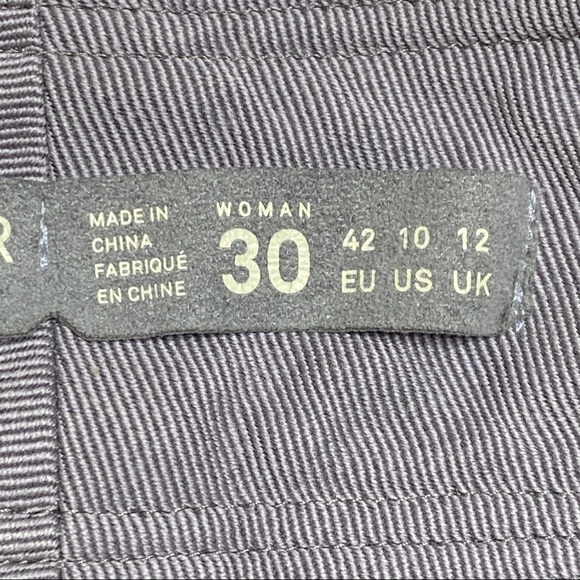 R
MADE IN
CHINA
FABRIQUÉ
EN CHINE
WOMAN
30
42 10 12
EU US UK